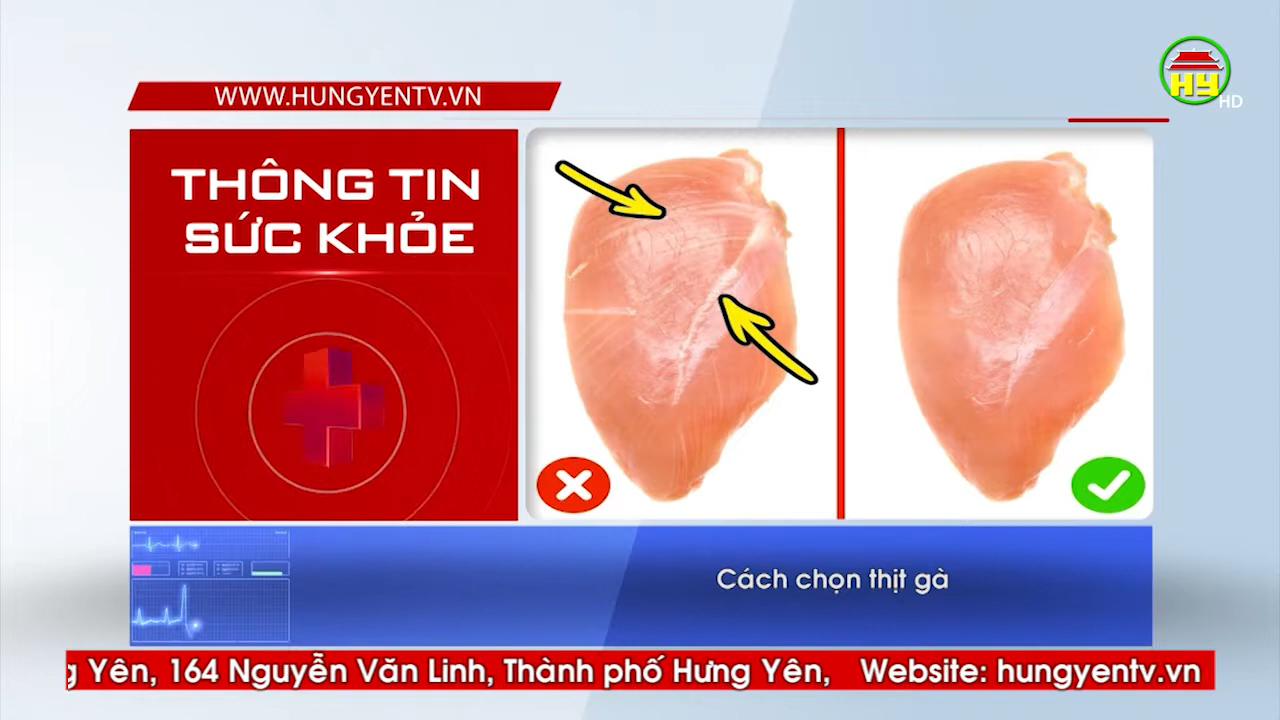 WWW.HUNGYENTV.VN
HY
HD
THÔNG TIN
SỨC KHỎE
Cách chọn thịt gà
g Yên, 164 Nguyễn Văn Linh, Thành phố Hưng Yên, Website: hungyentv.vn